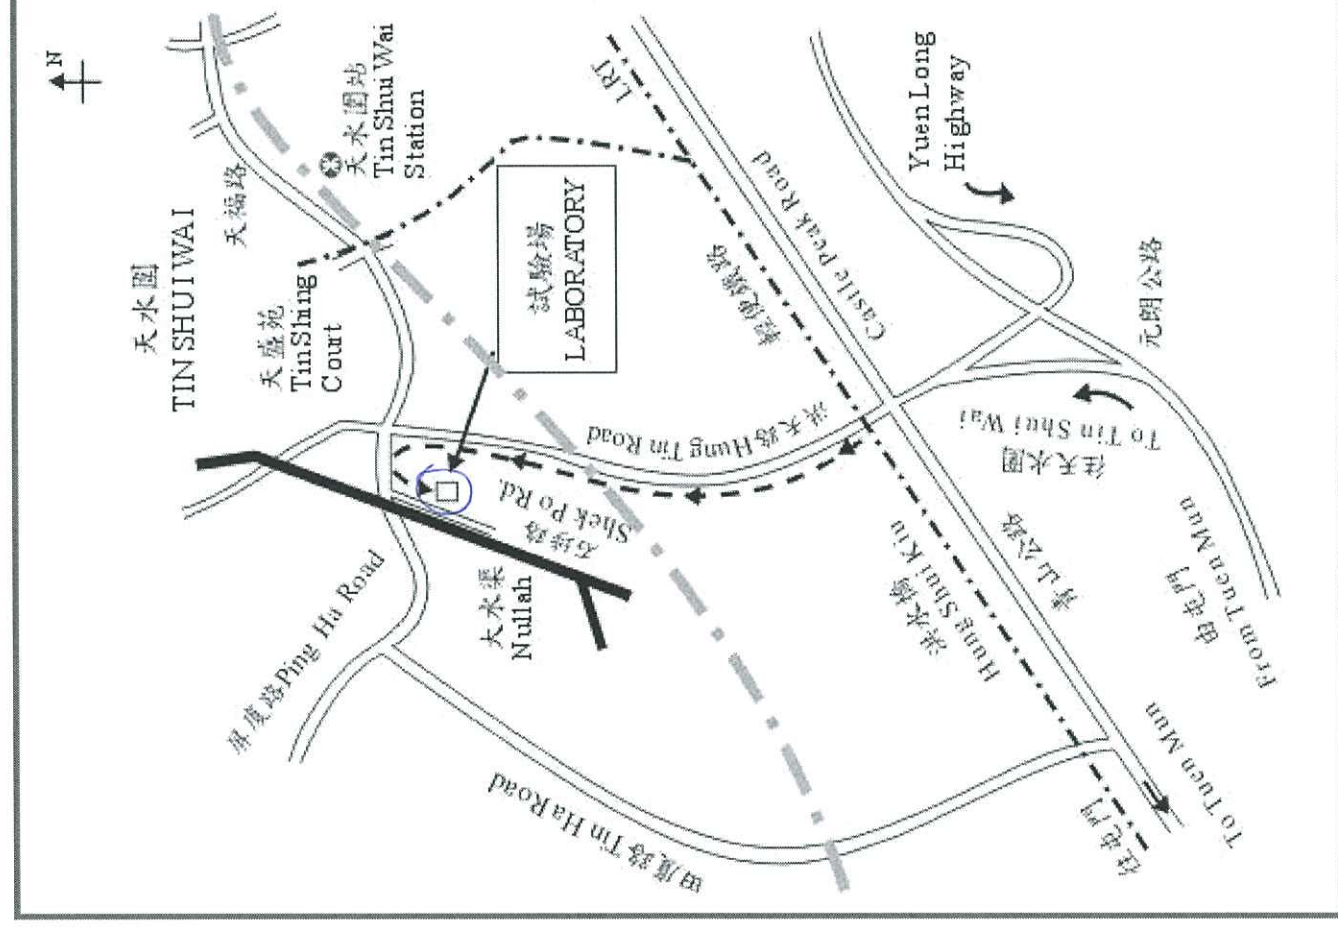 N
天水圍
TIN SHUI WAI
天福路
天水圍站
Tin Shui Wai
Station
天盛苑
Tin Shing
Court
LRT
試驗場
LABORATORY
Yuen Long
Highway
Castle Peak Road
輕便鐵路
洪天路 Hung Tin Road
石埗路
Shek Po Rd.
大水渠
Nullah
屏廈路 Ping Ha Road
田廈路 Tin Ha Road
洪水橋
Hung Shui Kiu
青山公路
往天水圍
To Tin Shui Wai
元朗公路
由屯門
From Tuen Mun
往屯門
To Tuen Mun